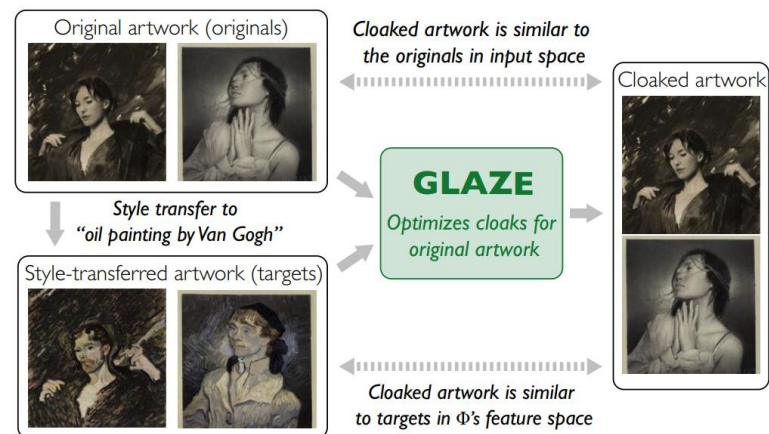 Original artwork (originals)
Cloaked artwork is similar to
the originals in input space
Cloaked artwork
GLAZE
Optimizes cloaks for
original artwork
Style transfer to
“oil painting by Van Gogh”
Style-transferred artwork (targets)
Cloaked artwork is similar
to targets in Φ’s feature space